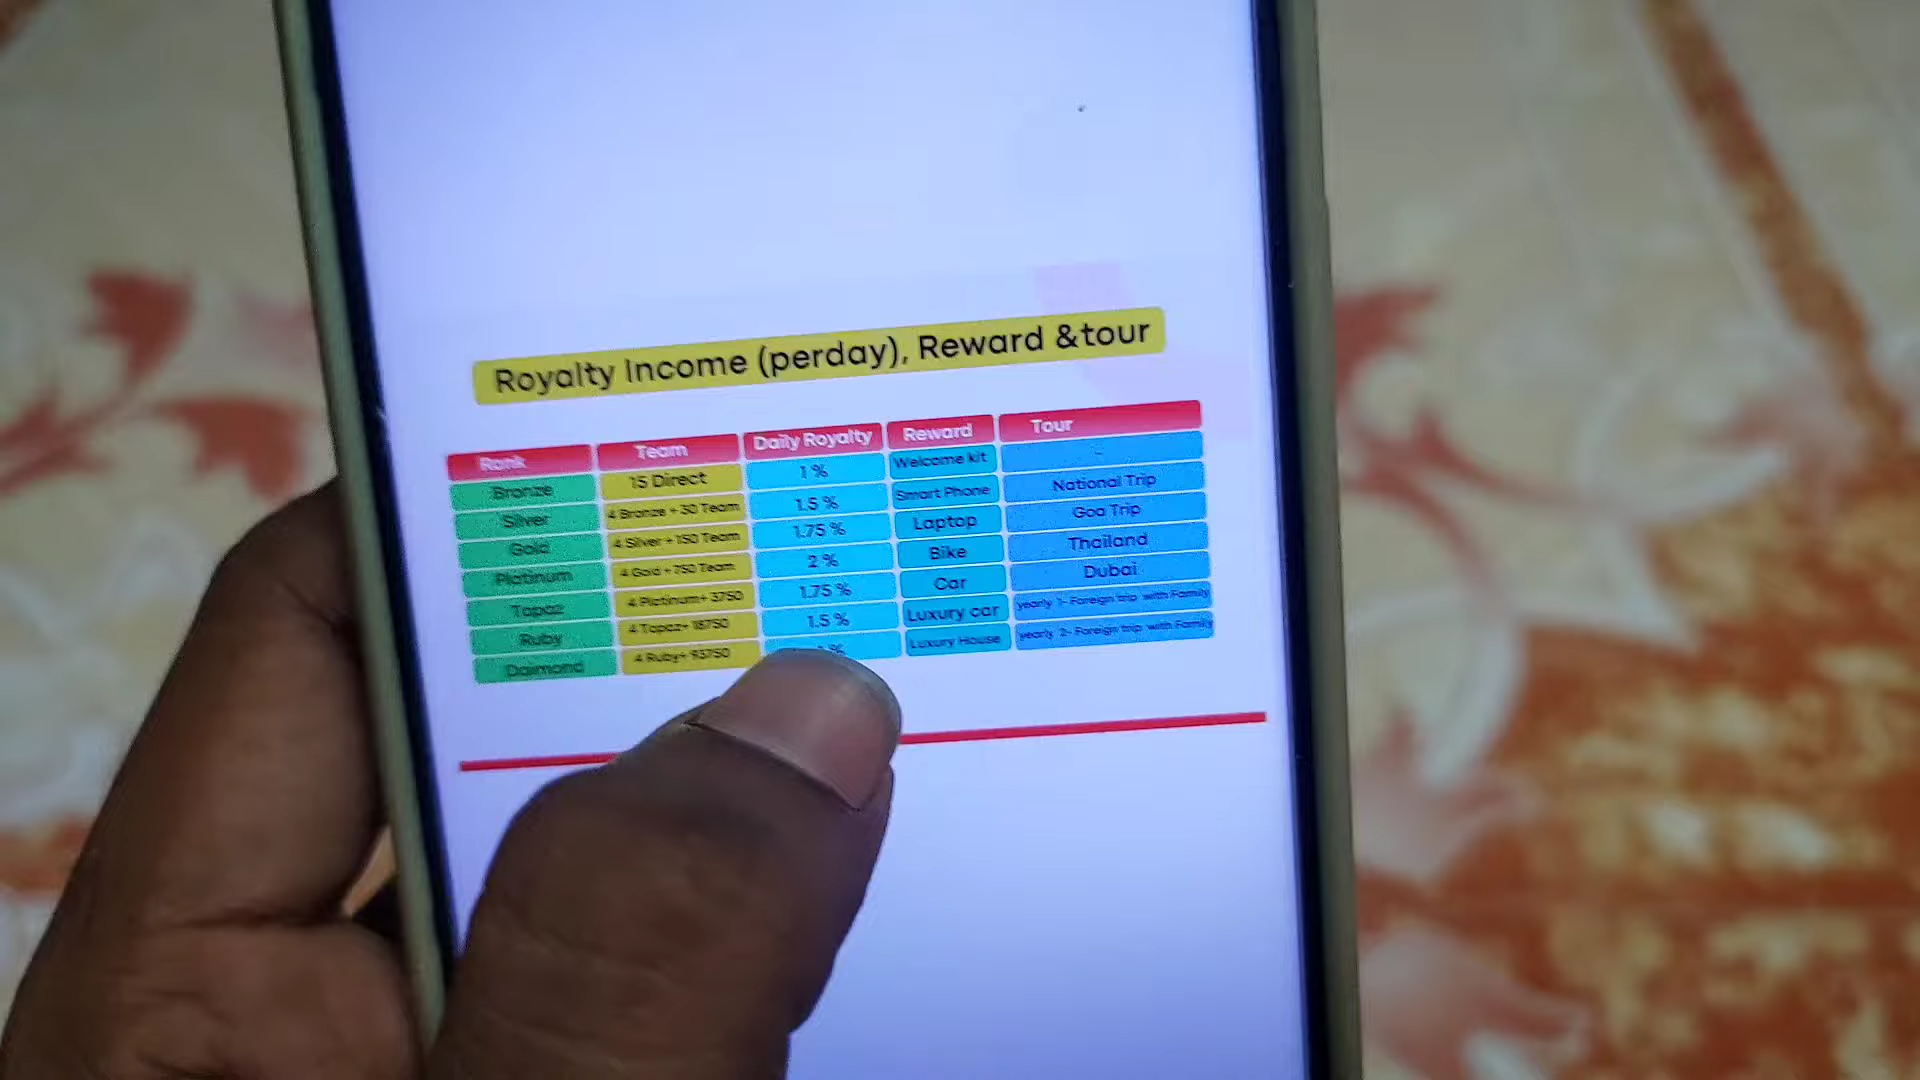 Royalty Income (perday), Reward &tour
Rank Team Daily Royalty Reward Tour
Bronze 15 Direct 1 % Welcome kit -
Silver 4 Bronze + 30 Team 1.5 % Smart Phone National Trip
Gold 4 Silver + 150 Team 1.75 % Laptop Goa Trip
Platinum 4 Gold + 750 Team 2 % Bike Thailand
Topaz 4 Platinum+ 3750 1.75 % Car Dubai
Ruby 4 Topaz+ 18750 1.5 % Luxury car yearly 1- Foreign trip with Family
Daimond 4 Ruby+ 93750 % Luxury House yearly 2- Foreign trip with Family